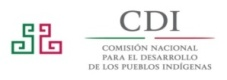 CDI
COMISIÓN NACIONAL
PARA EL DESARROLLO
DE LOS PUEBLOS INDÍGENAS